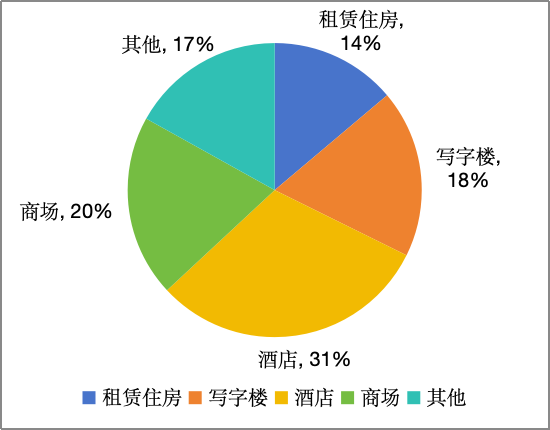 租赁住房,
14%
其他, 17%
写字楼,
18%
商场, 20%
酒店, 31%
租赁住房 写字楼 酒店 商场 其他